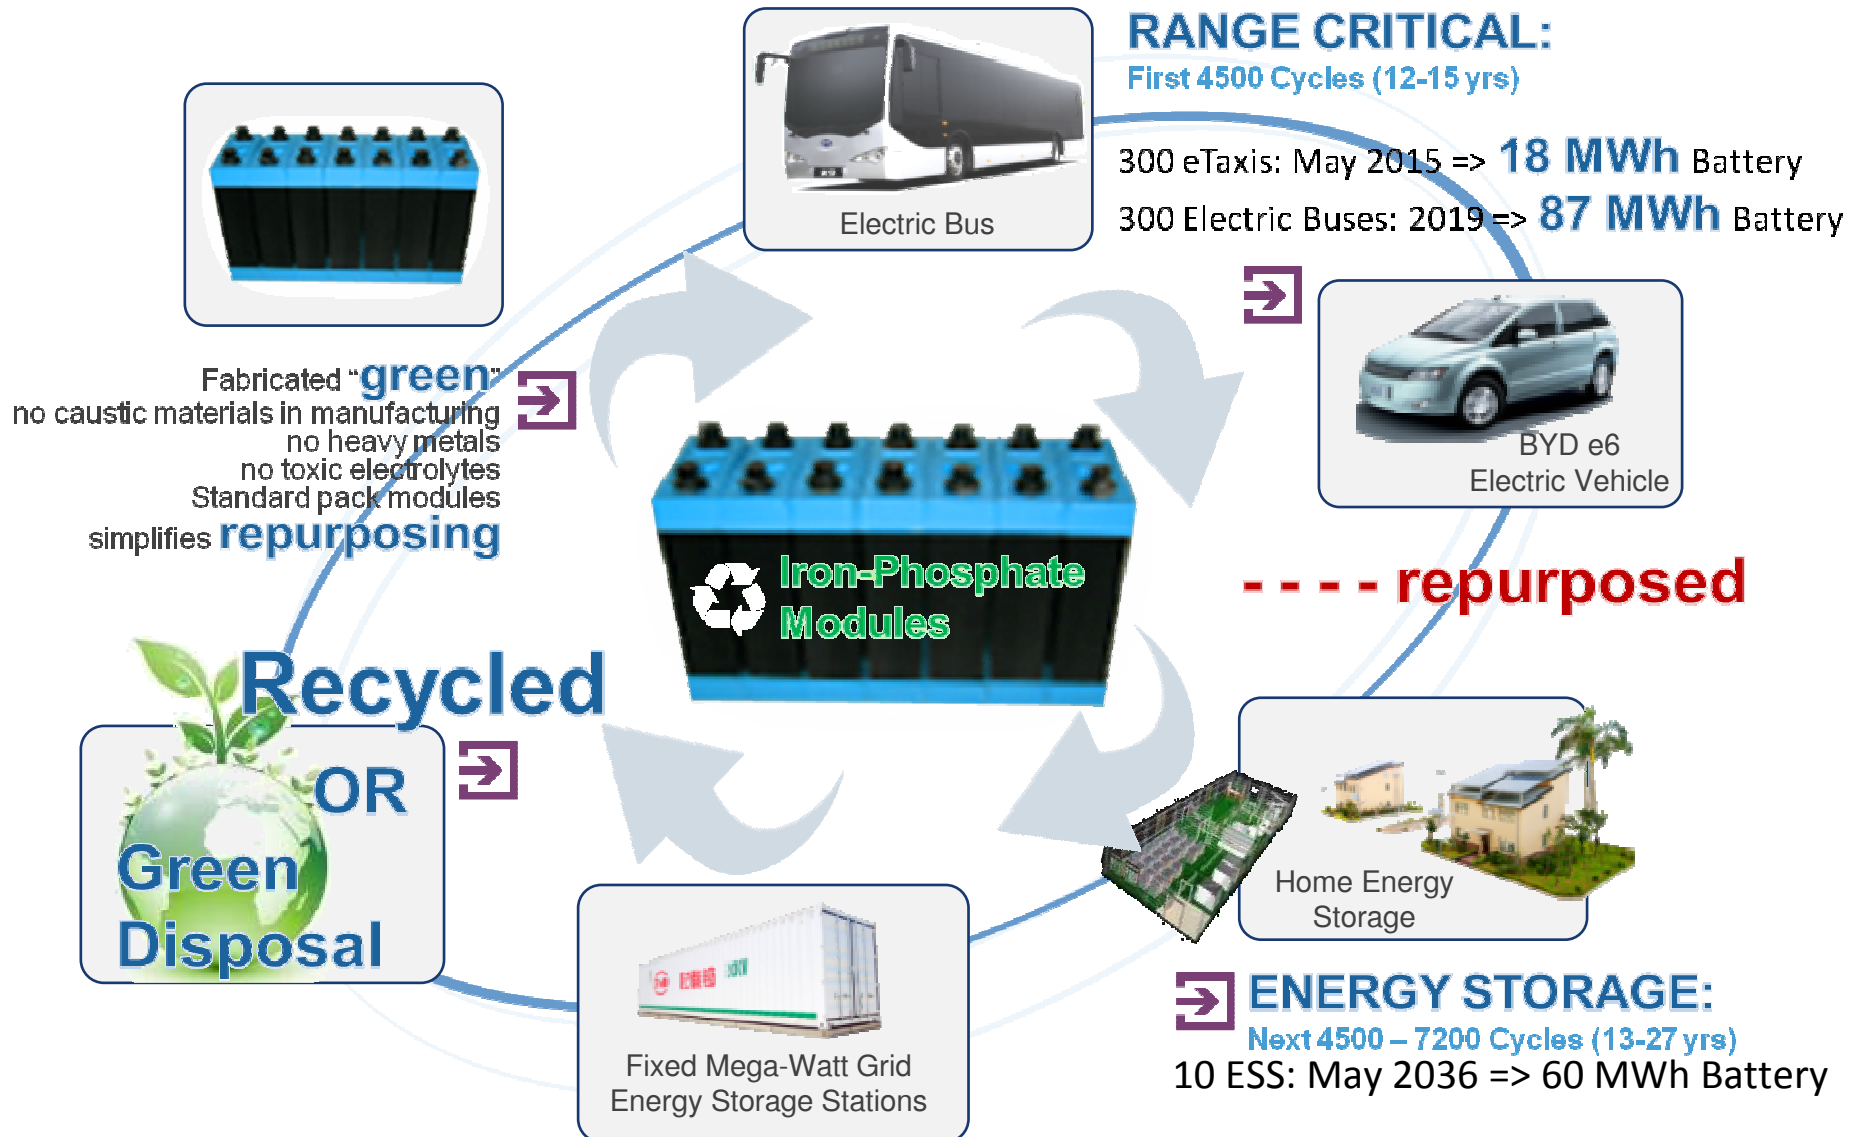 RANGE CRITICAL:
First 4500 Cycles (12-15 yrs)
300 eTaxis: May 2015 => 18 MWh Battery
300 Electric Buses: 2019 => 87 MWh Battery
Electric Bus
BYD e6
Electric Vehicle
Fabricated “green”
no caustic materials in manufacturing
no heavy metals
no toxic electrolytes
Standard pack modules
simplifies repurposing
Iron-Phosphate
Modules
- - - - repurposed
Recycled
OR
Green
Disposal
Home Energy
Storage
Fixed Mega-Watt Grid
Energy Storage Stations
ENERGY STORAGE:
Next 4500 – 7200 Cycles (13-27 yrs)
10 ESS: May 2036 => 60 MWh Battery